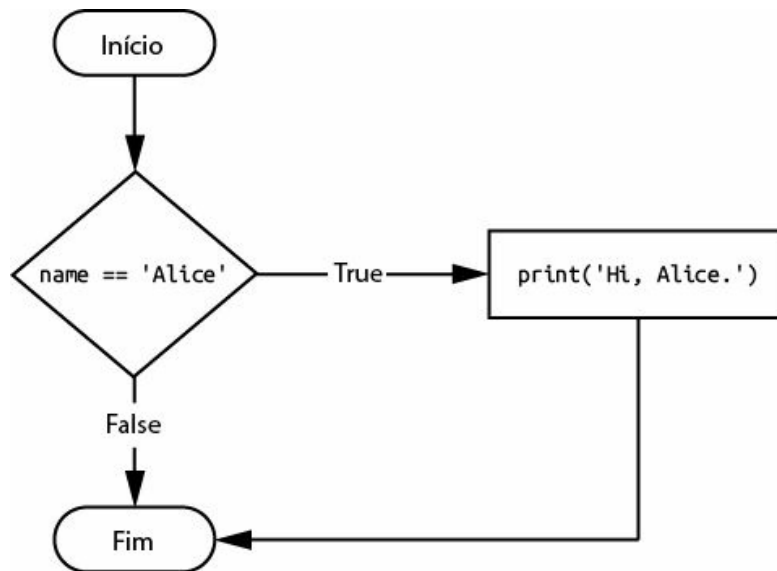 Início
name == 'Alice'
True
print('Hi, Alice.')
False
Fim